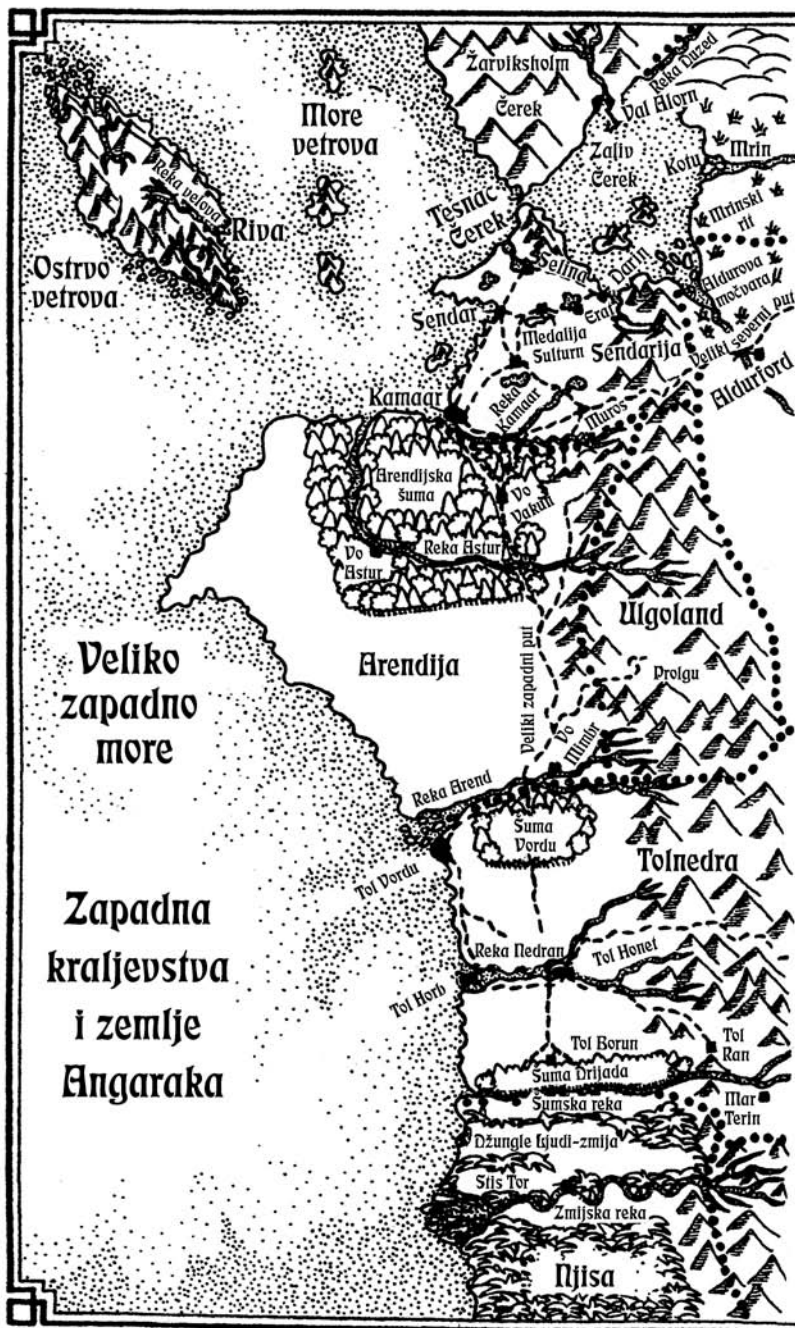 Žarviksholm
Čerek
Reka Duzed
Val Alorn
More
vetrova
Zaliv
Čerek
Kotu
Mrin
Reka velova
Riva
Tesnac
Čerek
Mrinski
rit
Ostrvo
vetrova
Selina
Darin
Aldurova
močvara
Sendar
Medalija
Sulturn
Erat
Sendarija
Veliki severni put
Aldurford
Kamaar
Reka
Kamaar
Muros
Arendijska
šuma
Vo
Vakun
Vo
Astur
Reka Astur
Ulgoland
Veliko
zapadno
more
Arendija
Veliki zapadni put
Prolgu
Vo
Mimbr
Reka Arend
Šuma
Vordu
Tol Vordu
Tolnedra
Zapadna
kraljevstva
i zemlje
Angaraka
Reka Nedran
Tol Honet
Tol Horb
Tol Borun
Tol
Ran
Šuma Drijada
Šumska reka
Mar
Terin
Džungle Ljudi-zmija
Stis Tor
Zmijska reka
Njisa